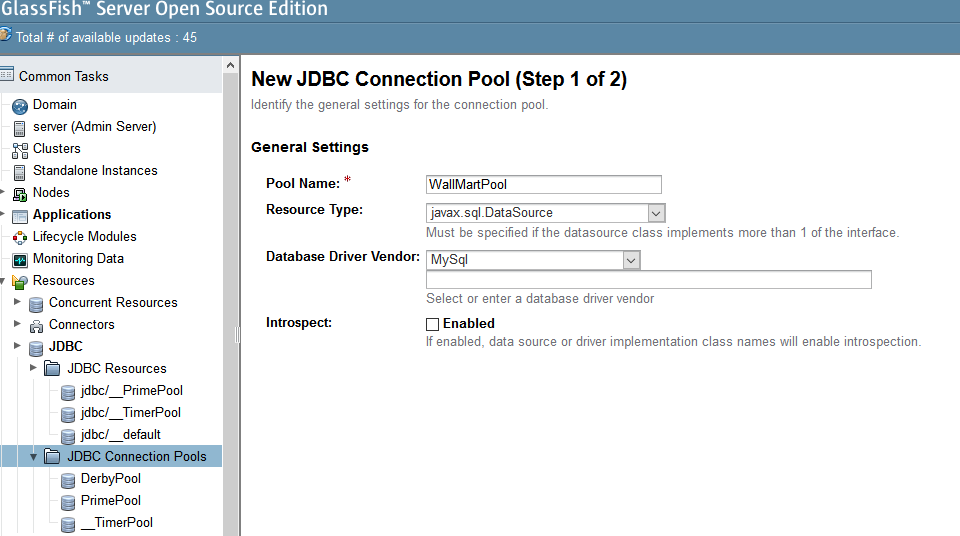 GlassFish™ Server Open Source Edition
Total # of available updates : 45
Common Tasks
Domain
server (Admin Server)
Clusters
Standalone Instances
Nodes
Applications
Lifecycle Modules
Monitoring Data
Resources
Concurrent Resources
Connectors
JDBC
JDBC Resources
jdbc/__PrimePool
jdbc/__TimerPool
jdbc/__default
JDBC Connection Pools
DerbyPool
PrimePool
__TimerPool
New JDBC Connection Pool (Step 1 of 2)
Identify the general settings for the connection pool.
General Settings
Pool Name: * WallMartPool
Resource Type: javax.sql.DataSource
Must be specified if the datasource class implements more than 1 of the interface.
Database Driver Vendor: MySql
Select or enter a database driver vendor
Introspect: Enabled
If enabled, data source or driver implementation class names will enable introspection.